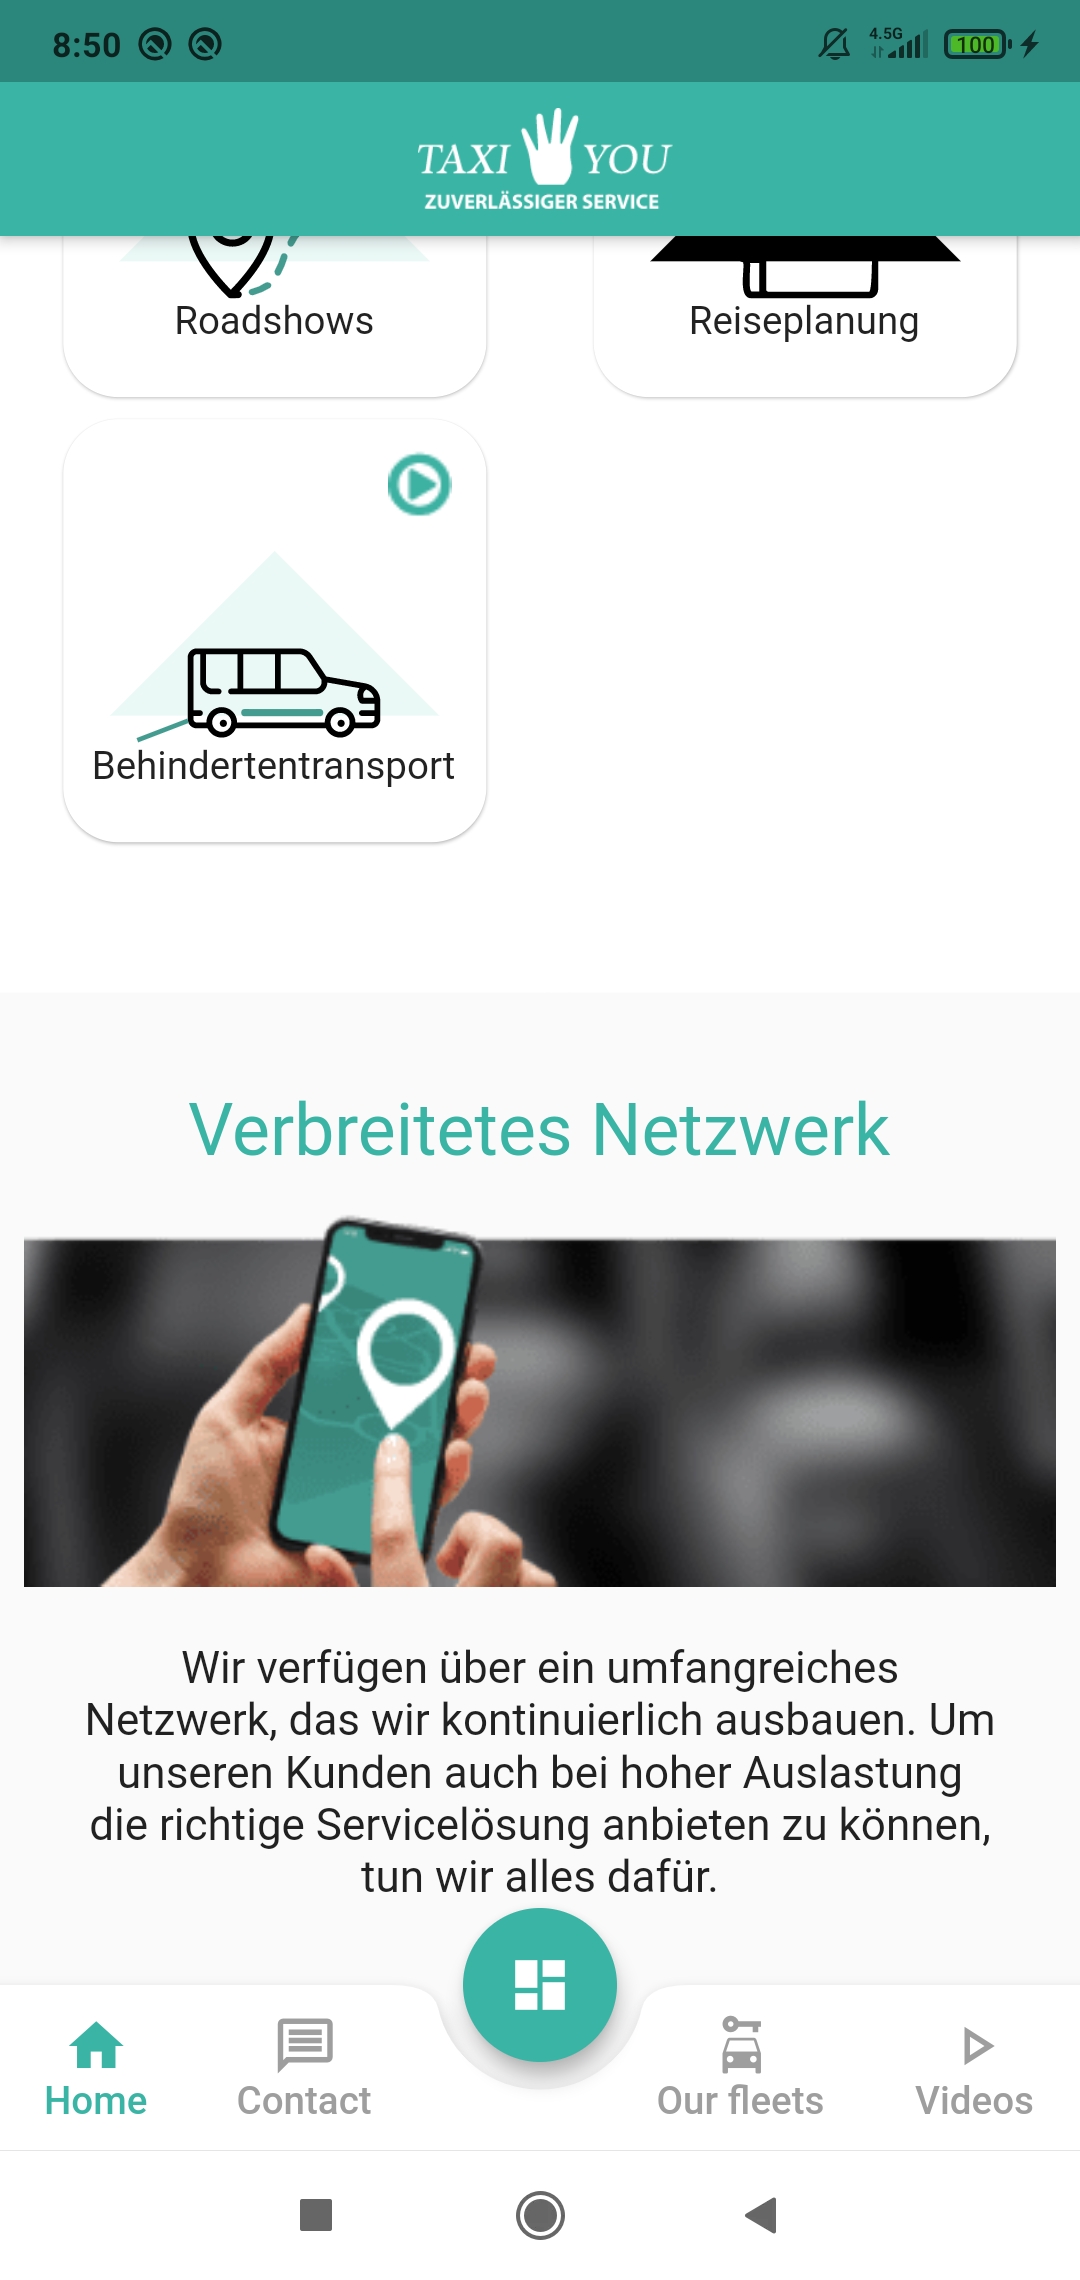 8:50
4.5G
100
TAXI YOU
ZUVERLÄSSIGER SERVICE
Roadshows
Reiseplanung
Behindertentransport
Verbreitetes Netzwerk
Wir verfügen über ein umfangreiches
Netzwerk, das wir kontinuierlich ausbauen. Um
unseren Kunden auch bei hoher Auslastung
die richtige Servicelösung anbieten zu können,
tun wir alles dafür.
Home
Contact
Our fleets
Videos